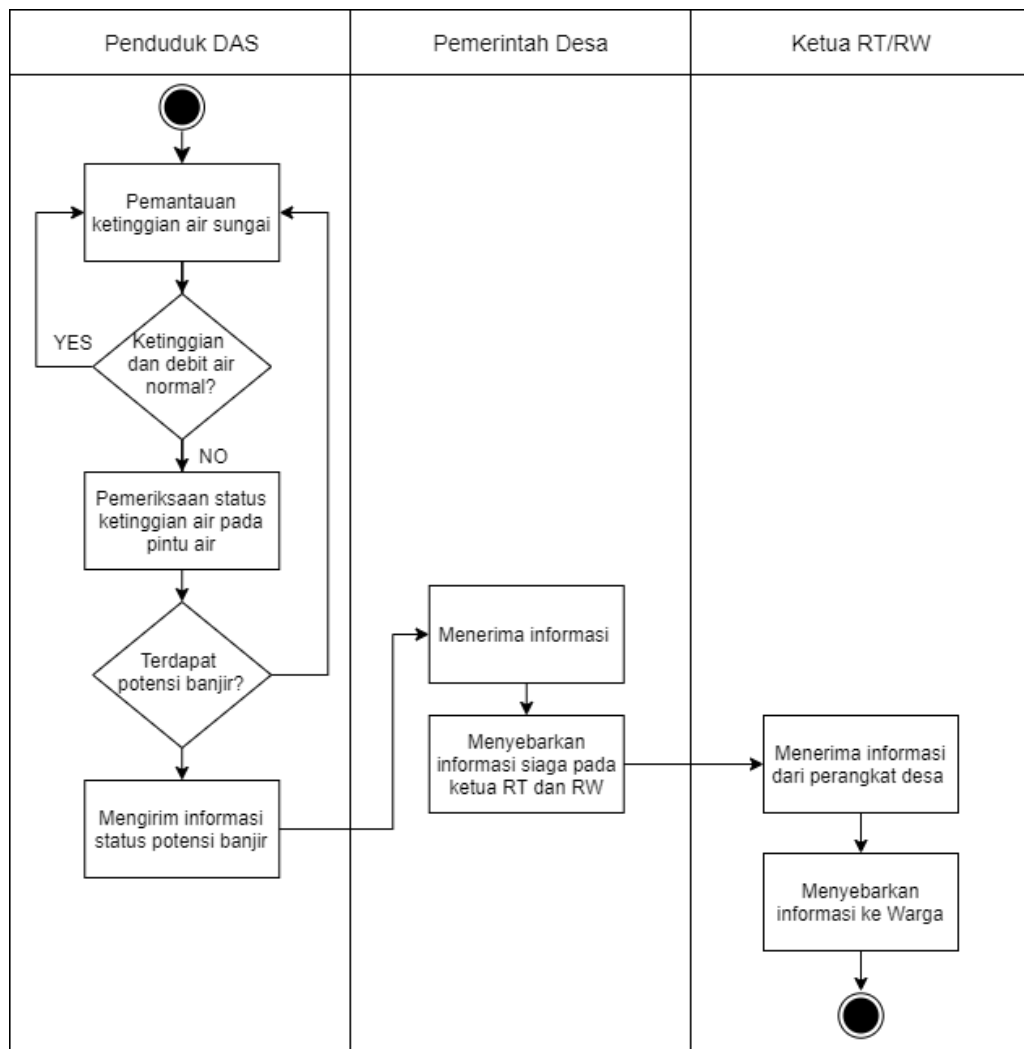 Penduduk DAS
Pemerintah Desa
Ketua RT/RW
Pemantauan
ketinggian air sungai
YES
Ketinggian
dan debit air
normal?
NO
Pemeriksaan status
ketinggian air pada
pintu air
Terdapat
potensi banjir?
Mengirim informasi
status potensi banjir
Menerima informasi
Menyebarkan
informasi siaga pada
ketua RT dan RW
Menerima informasi
dari perangkat desa
Menyebarkan
informasi ke Warga